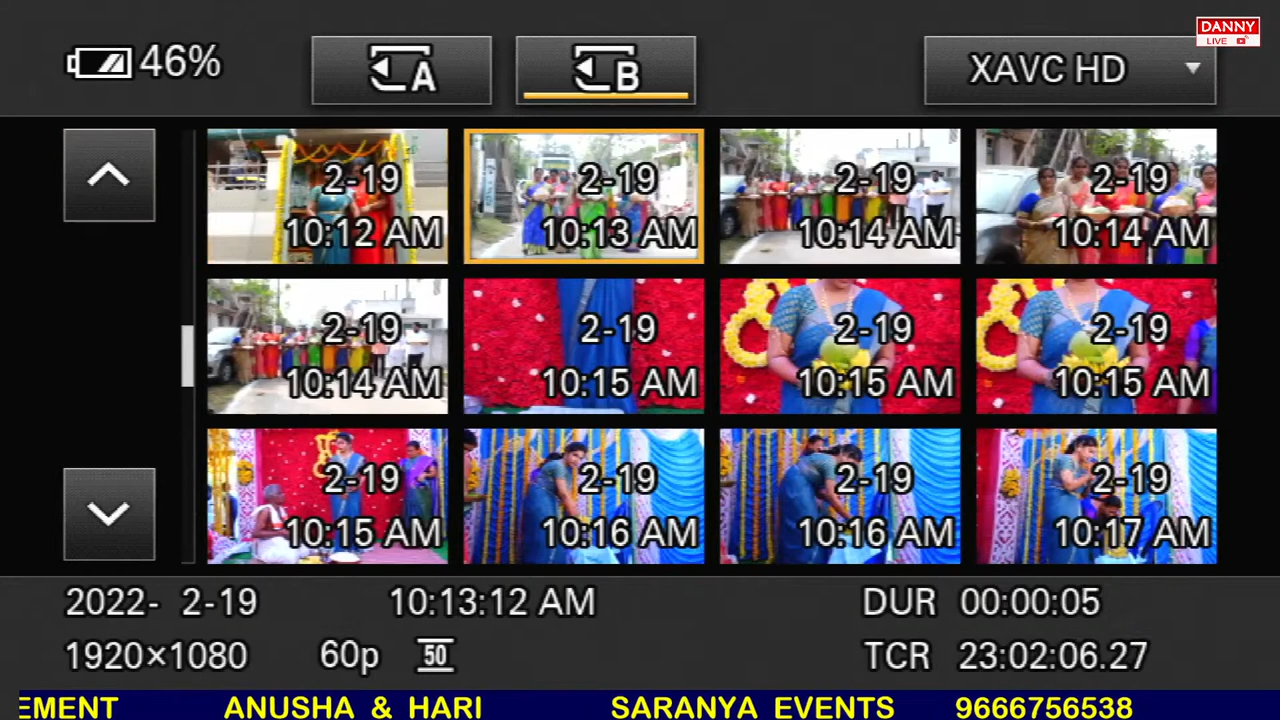 DANNY
LIVE
46%
A
B
XAVC HD
2-19
10:12 AM
2-19
10:13 AM
2-19
10:14 AM
2-19
10:14 AM
2-19
10:14 AM
2-19
10:15 AM
2-19
10:15 AM
2-19
10:15 AM
2-19
10:15 AM
2-19
10:16 AM
2-19
10:16 AM
2-19
10:17 AM
2022- 2-19 10:13:12 AM DUR 00:00:05
1920×1080 60p 50 TCR 23:02:06.27
EMENT ANUSHA & HARI SARANYA EVENTS 9666756538